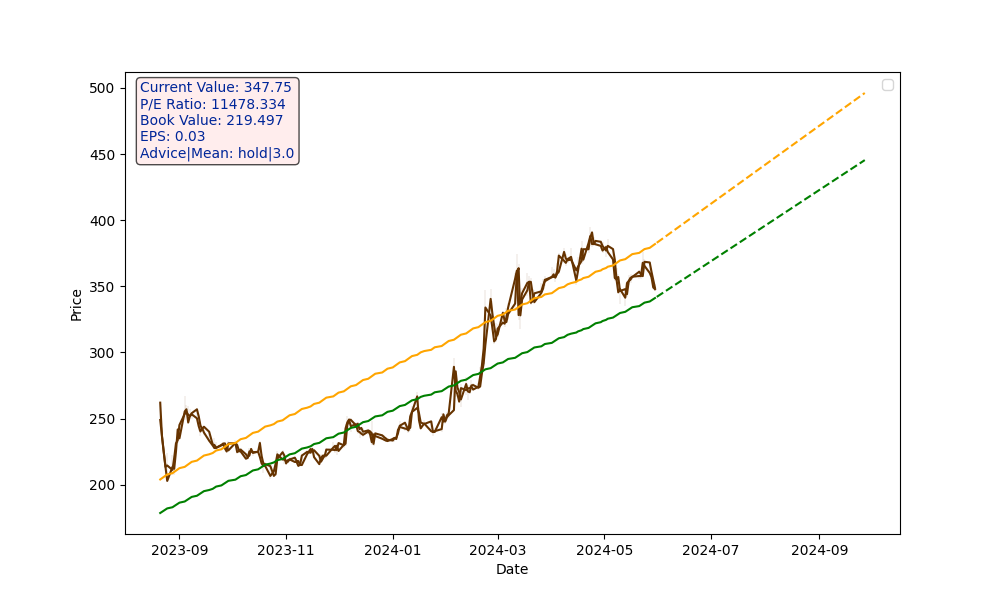 Current Value: 347.75
P/E Ratio: 11478.334
Book Value: 219.497
EPS: 0.03
Advice|Mean: hold|3.0
500
450
400
350
300
250
200
Price
2023-09
2023-11
2024-01
2024-03
2024-05
2024-07
2024-09
Date